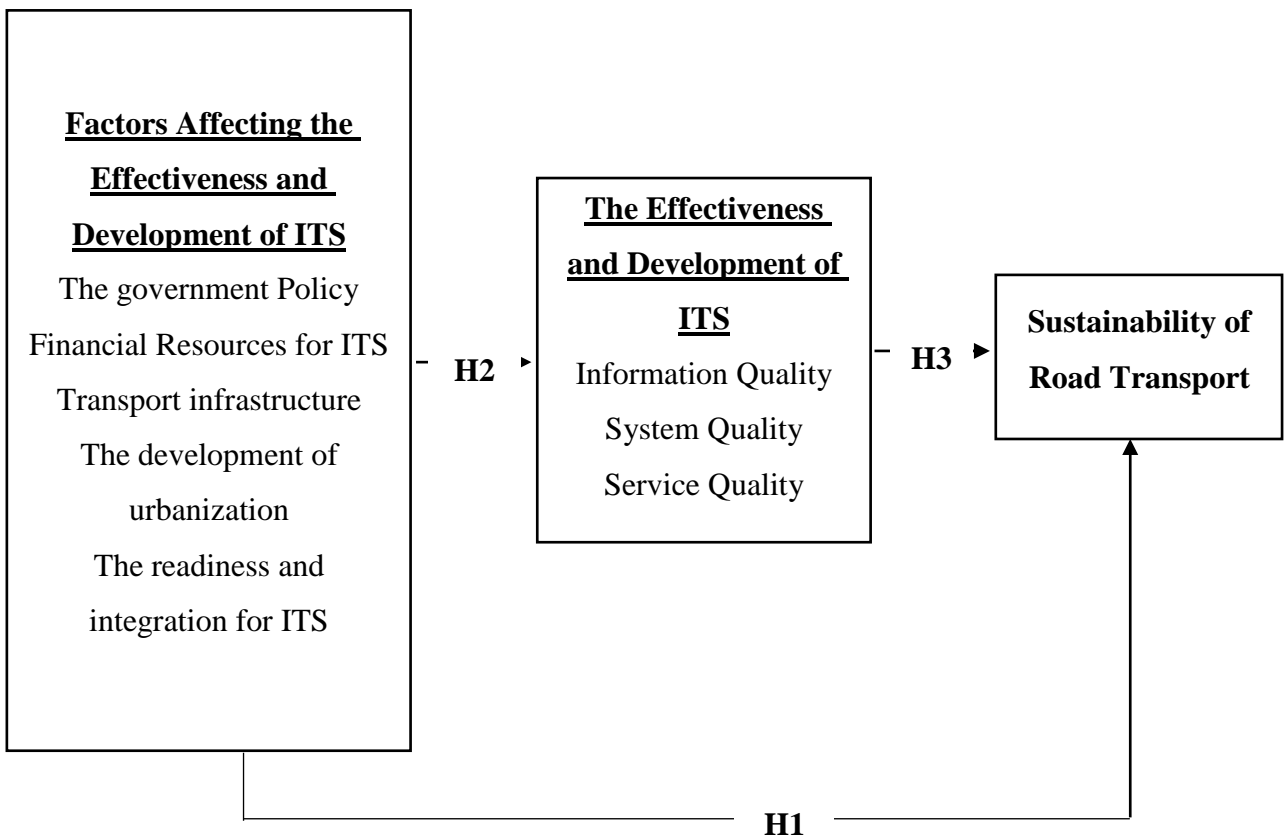 Factors Affecting the
Effectiveness and
Development of ITS
The government Policy
Financial Resources for ITS
Transport infrastructure
The development of
urbanization
The readiness and
integration for ITS
H2
The Effectiveness
and Development of
ITS
Information Quality
System Quality
Service Quality
H3
Sustainability of
Road Transport
H1